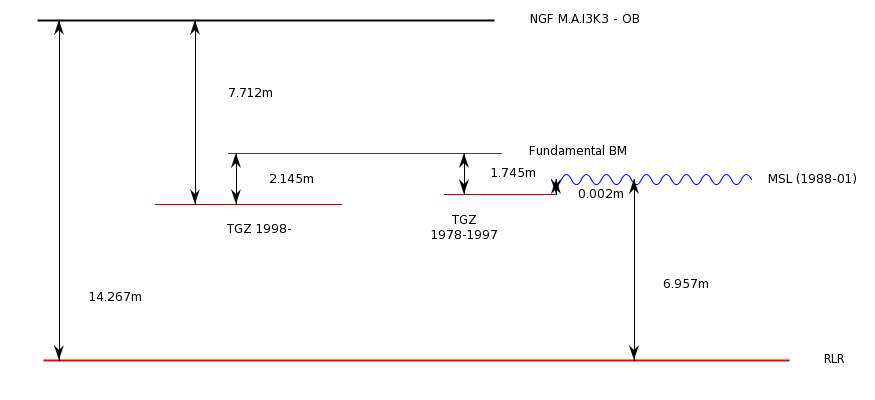 NGF M.A.I3K3 - OB
7.712m
Fundamental BM
2.145m
1.745m
MSL (1988-01)
0.002m
TGZ 1998-
TGZ
1978-1997
6.957m
14.267m
RLR